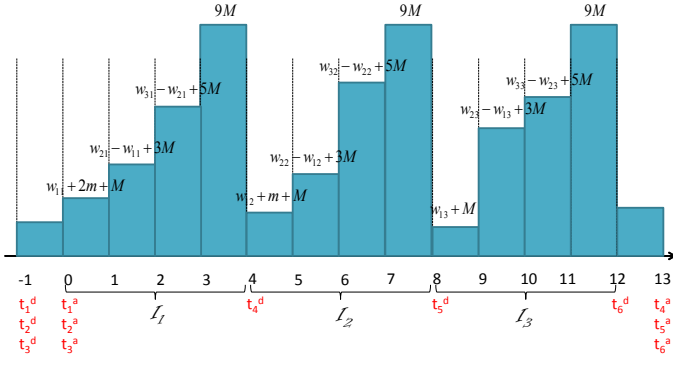 9M 9M 9M
w₃₂−w₂₂+5M
w₃₁−w₂₁+5M w₃₃−w₂₃+5M
w₂₃−w₁₃+3M
w₂₁−w₁₁+3M w₂₂−w₁₂+3M
w₁₁+2m+M w₁₂+m+M w₁₃+M
-1 0 1 2 3 4 5 6 7 8 9 10 11 12 13
t₁ᵈ t₁ᵃ I₁ t₄ᵈ I₂ t₅ᵈ I₃ t₆ᵈ t₄ᵃ
t₂ᵈ t₂ᵃ t₅ᵃ
t₃ᵈ t₃ᵃ t₆ᵃ